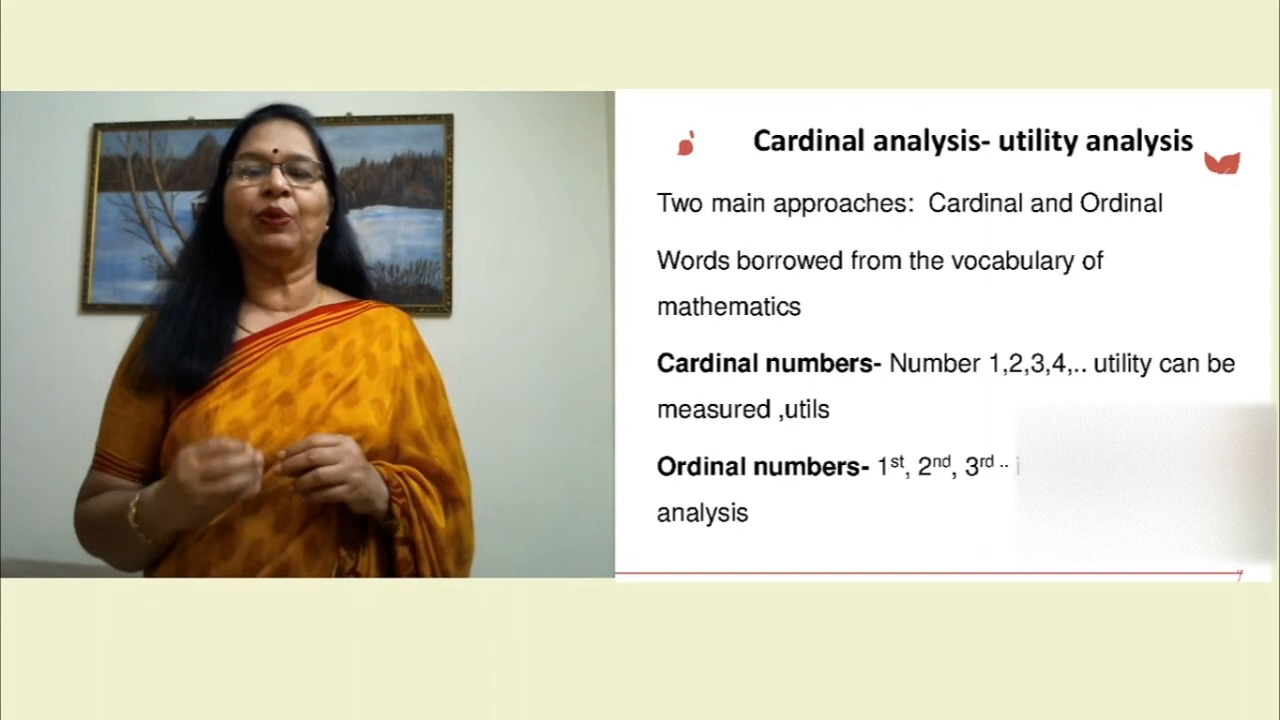 Cardinal analysis- utility analysis
Two main approaches: Cardinal and Ordinal
Words borrowed from the vocabulary of
mathematics
Cardinal numbers- Number 1,2,3,4,.. utility can be
measured ,utils
Ordinal numbers- 1st, 2nd, 3rd ..
analysis